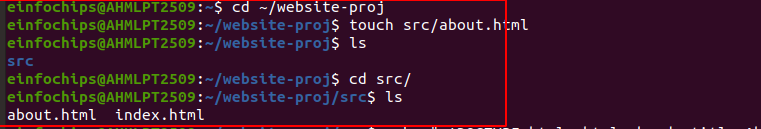 einfochips@AHMLPT2509:~$ cd ~/website-proj
einfochips@AHMLPT2509:~/website-proj$ touch src/about.html
einfochips@AHMLPT2509:~/website-proj$ ls
src
einfochips@AHMLPT2509:~/website-proj$ cd src/
einfochips@AHMLPT2509:~/website-proj/src$ ls
about.html  index.html